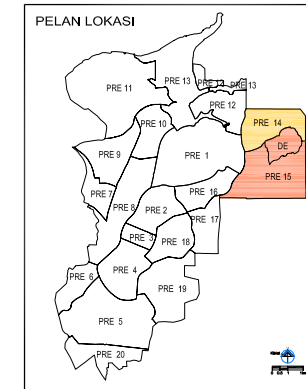 PELAN LOKASI
PRE 13
PRE 12
PRE 13
PRE 11
PRE 12
PRE 10
PRE 14
DE
PRE 9
PRE 1
PRE 15
PRE 7
PRE 16
PRE 8
PRE 2
PRE 17
PRE 3
PRE 18
PRE 6
PRE 4
PRE 19
PRE 5
PRE 20